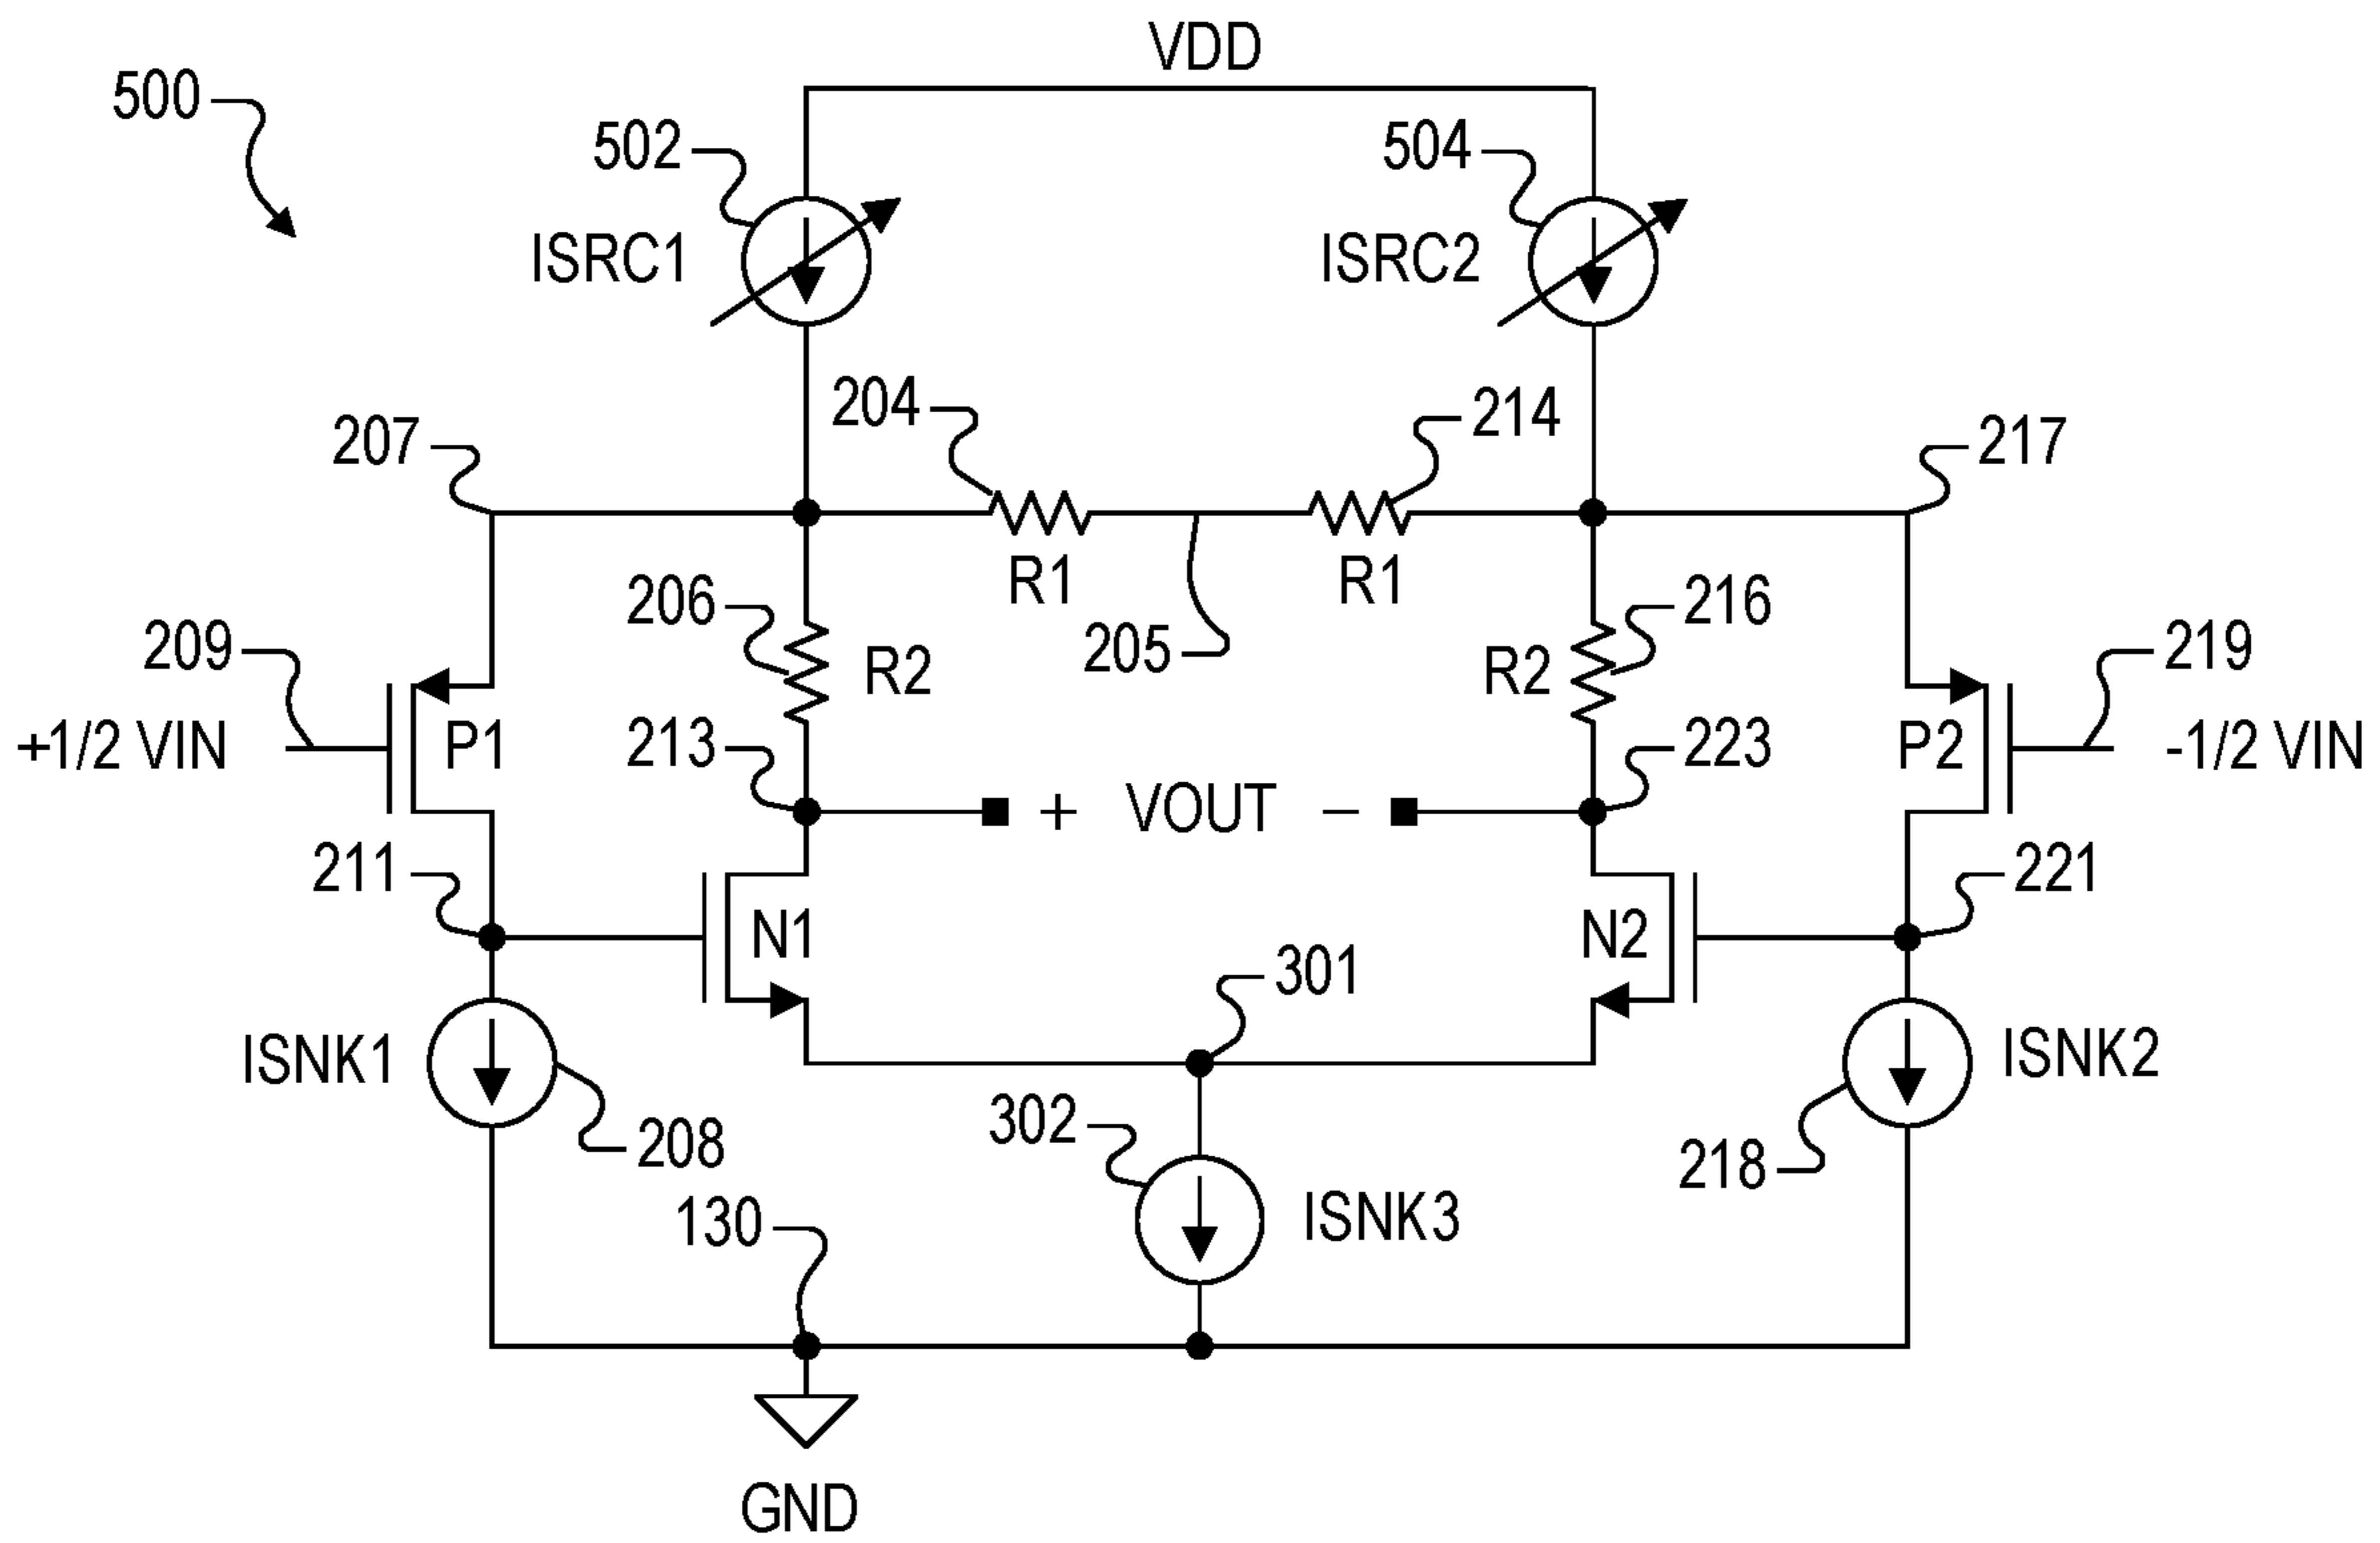 VDD
500
502
504
ISRC1
ISRC2
204
214
207
217
R1
R1
206
216
209
219
205
R2
R2
+1/2 VIN
P1
213
223
P2
-1/2 VIN
+ VOUT −
211
221
N1
N2
301
ISNK1
ISNK2
302
208
218
130
ISNK3
GND